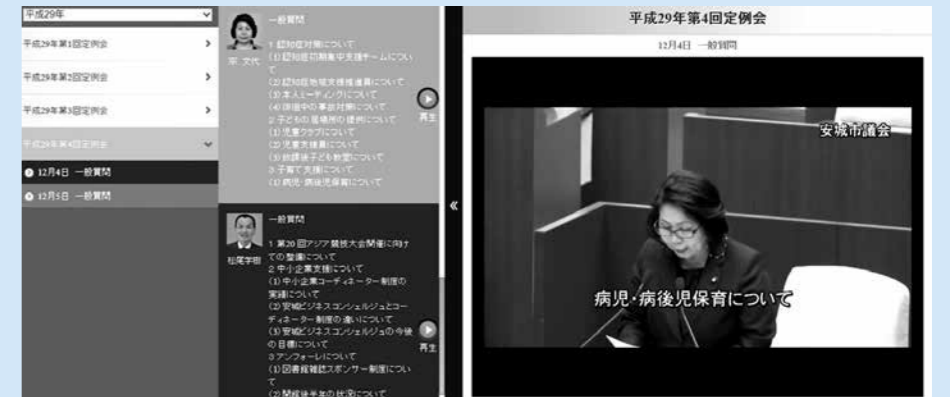 平成29年
平成29年第1回定例会
平成29年第2回定例会
平成29年第3回定例会
平成29年第4回定例会
12月4日 一般質問
12月5日 一般質問
一般質問
1 認知症対策について
(1)認知症初期集中支援チームについ
て
(2)認知症地域支援推進員について
(3)本人ミーティングについて
(4)徘徊中の事故対策について
2 子どもの居場所の提供について
(1)児童クラブについて
(2)児童支援員について
(3)放課後子ども教室について
3 子育て支援について
(1)病児・病後児保育について
再生
松尾学樹
一般質問
1 第20回アジア競技大会開催に向け
ての整備について
2 中小企業支援について
(1)中小企業コーディネーター制度の
実績について
(2)安城ビジネスコンシェルジュとコー
ディネーター制度の違いについて
(3)安城ビジネスコンシェルジュの今後
の目標について
3 アンフォーレについて
(1)図書館雑誌スポンサー制度につい
て
(2)開館後半年の状況について
再生
平成29年第4回定例会
12月4日 一般質問
安城市議会
病児・病後児保育について